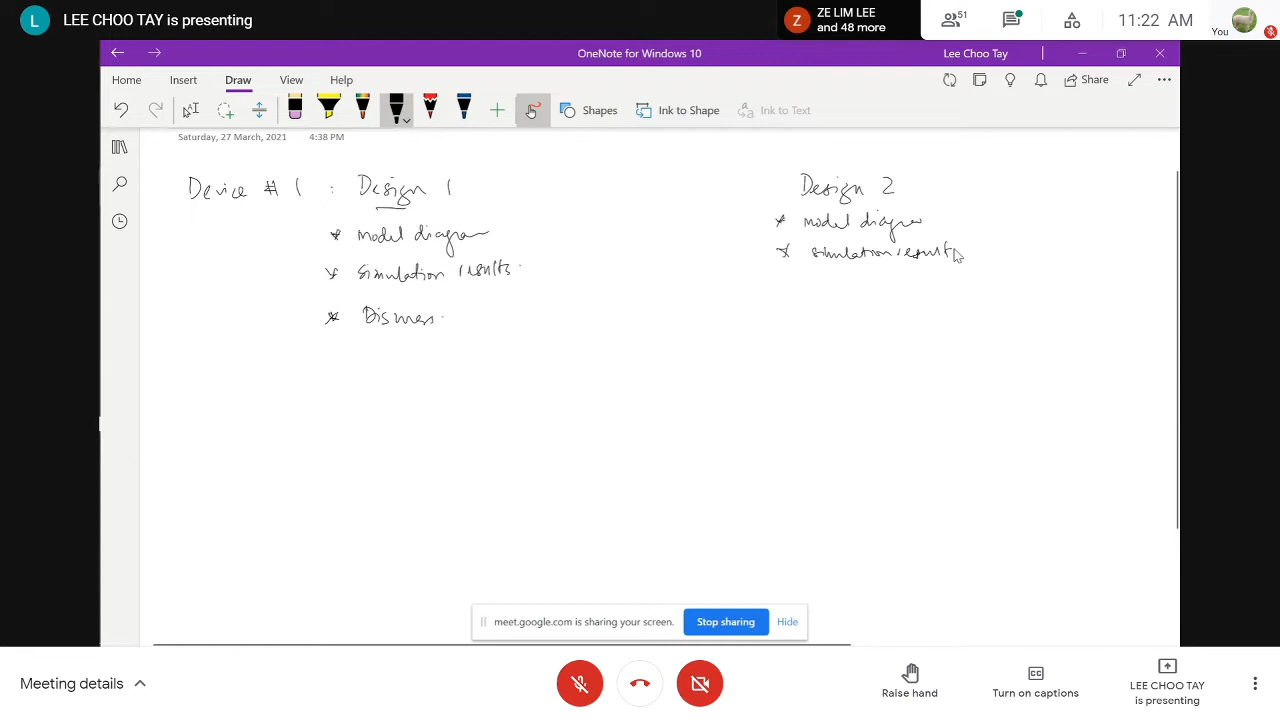 L LEE CHOO TAY is presenting
Z ZE LIM LEE
and 48 more
51
11:22 AM
You
OneNote for Windows 10
Lee Choo Tay
Home Insert Draw View Help
Share
Shapes Ink to Shape Ink to Text
Saturday, 27 March, 2021 4:38 PM
Device # 1 : Design 1
* model diagram
* Simulation results.
Design 2
* model diagram
* simulation results
meet.google.com is sharing your screen. Stop sharing Hide
Meeting details
Raise hand
Turn on captions
LEE CHOO TAY
is presenting